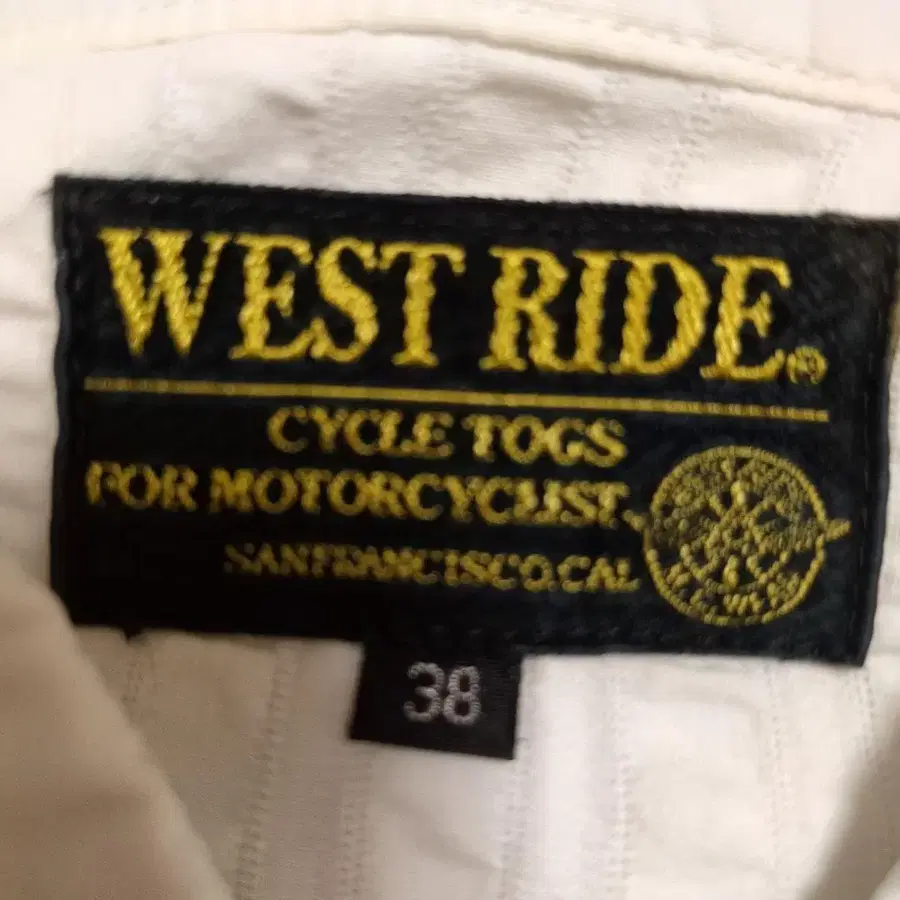 WEST RIDE®
CYCLE TOGS
FOR MOTORCYCLIST.
SANFRANCISCO.CAL
38